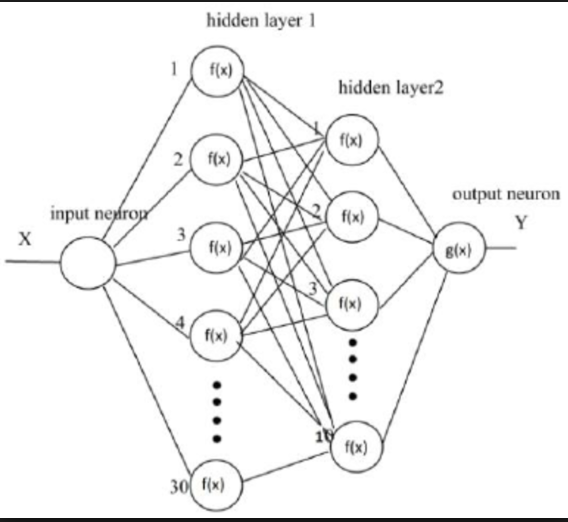 hidden layer 1
1
f(x)
hidden layer2
1
f(x)
2
f(x)
output neuron
input neuron
2
f(x)
Y
X
3
f(x)
g(x)
3
f(x)
4
f(x)
10
f(x)
30
f(x)